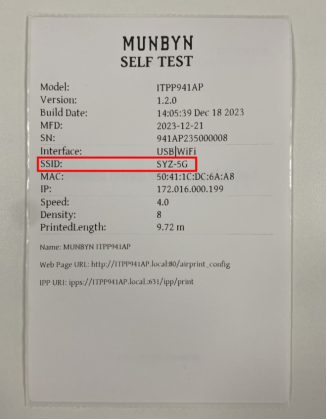 MUNBYN
SELF TEST
Model: ITPP941AP
Version: 1.2.0
Build Date: 14:05:39 Dec 18 2023
MFD: 2023-12-21
SN: 941AP235000008
Interface: USB|WiFi
SSID: SYZ-5G
MAC: 50:41:1C:DC:6A:A8
IP: 172.016.000.199
Speed: 4.0
Density: 8
PrintedLength: 9.72 m
Name: MUNBYN ITPP941AP
Web Page URL: http://ITPP941AP.local:80/airprint_config
IPP URI: ipps://ITPP941AP.local.:631/ipp/print